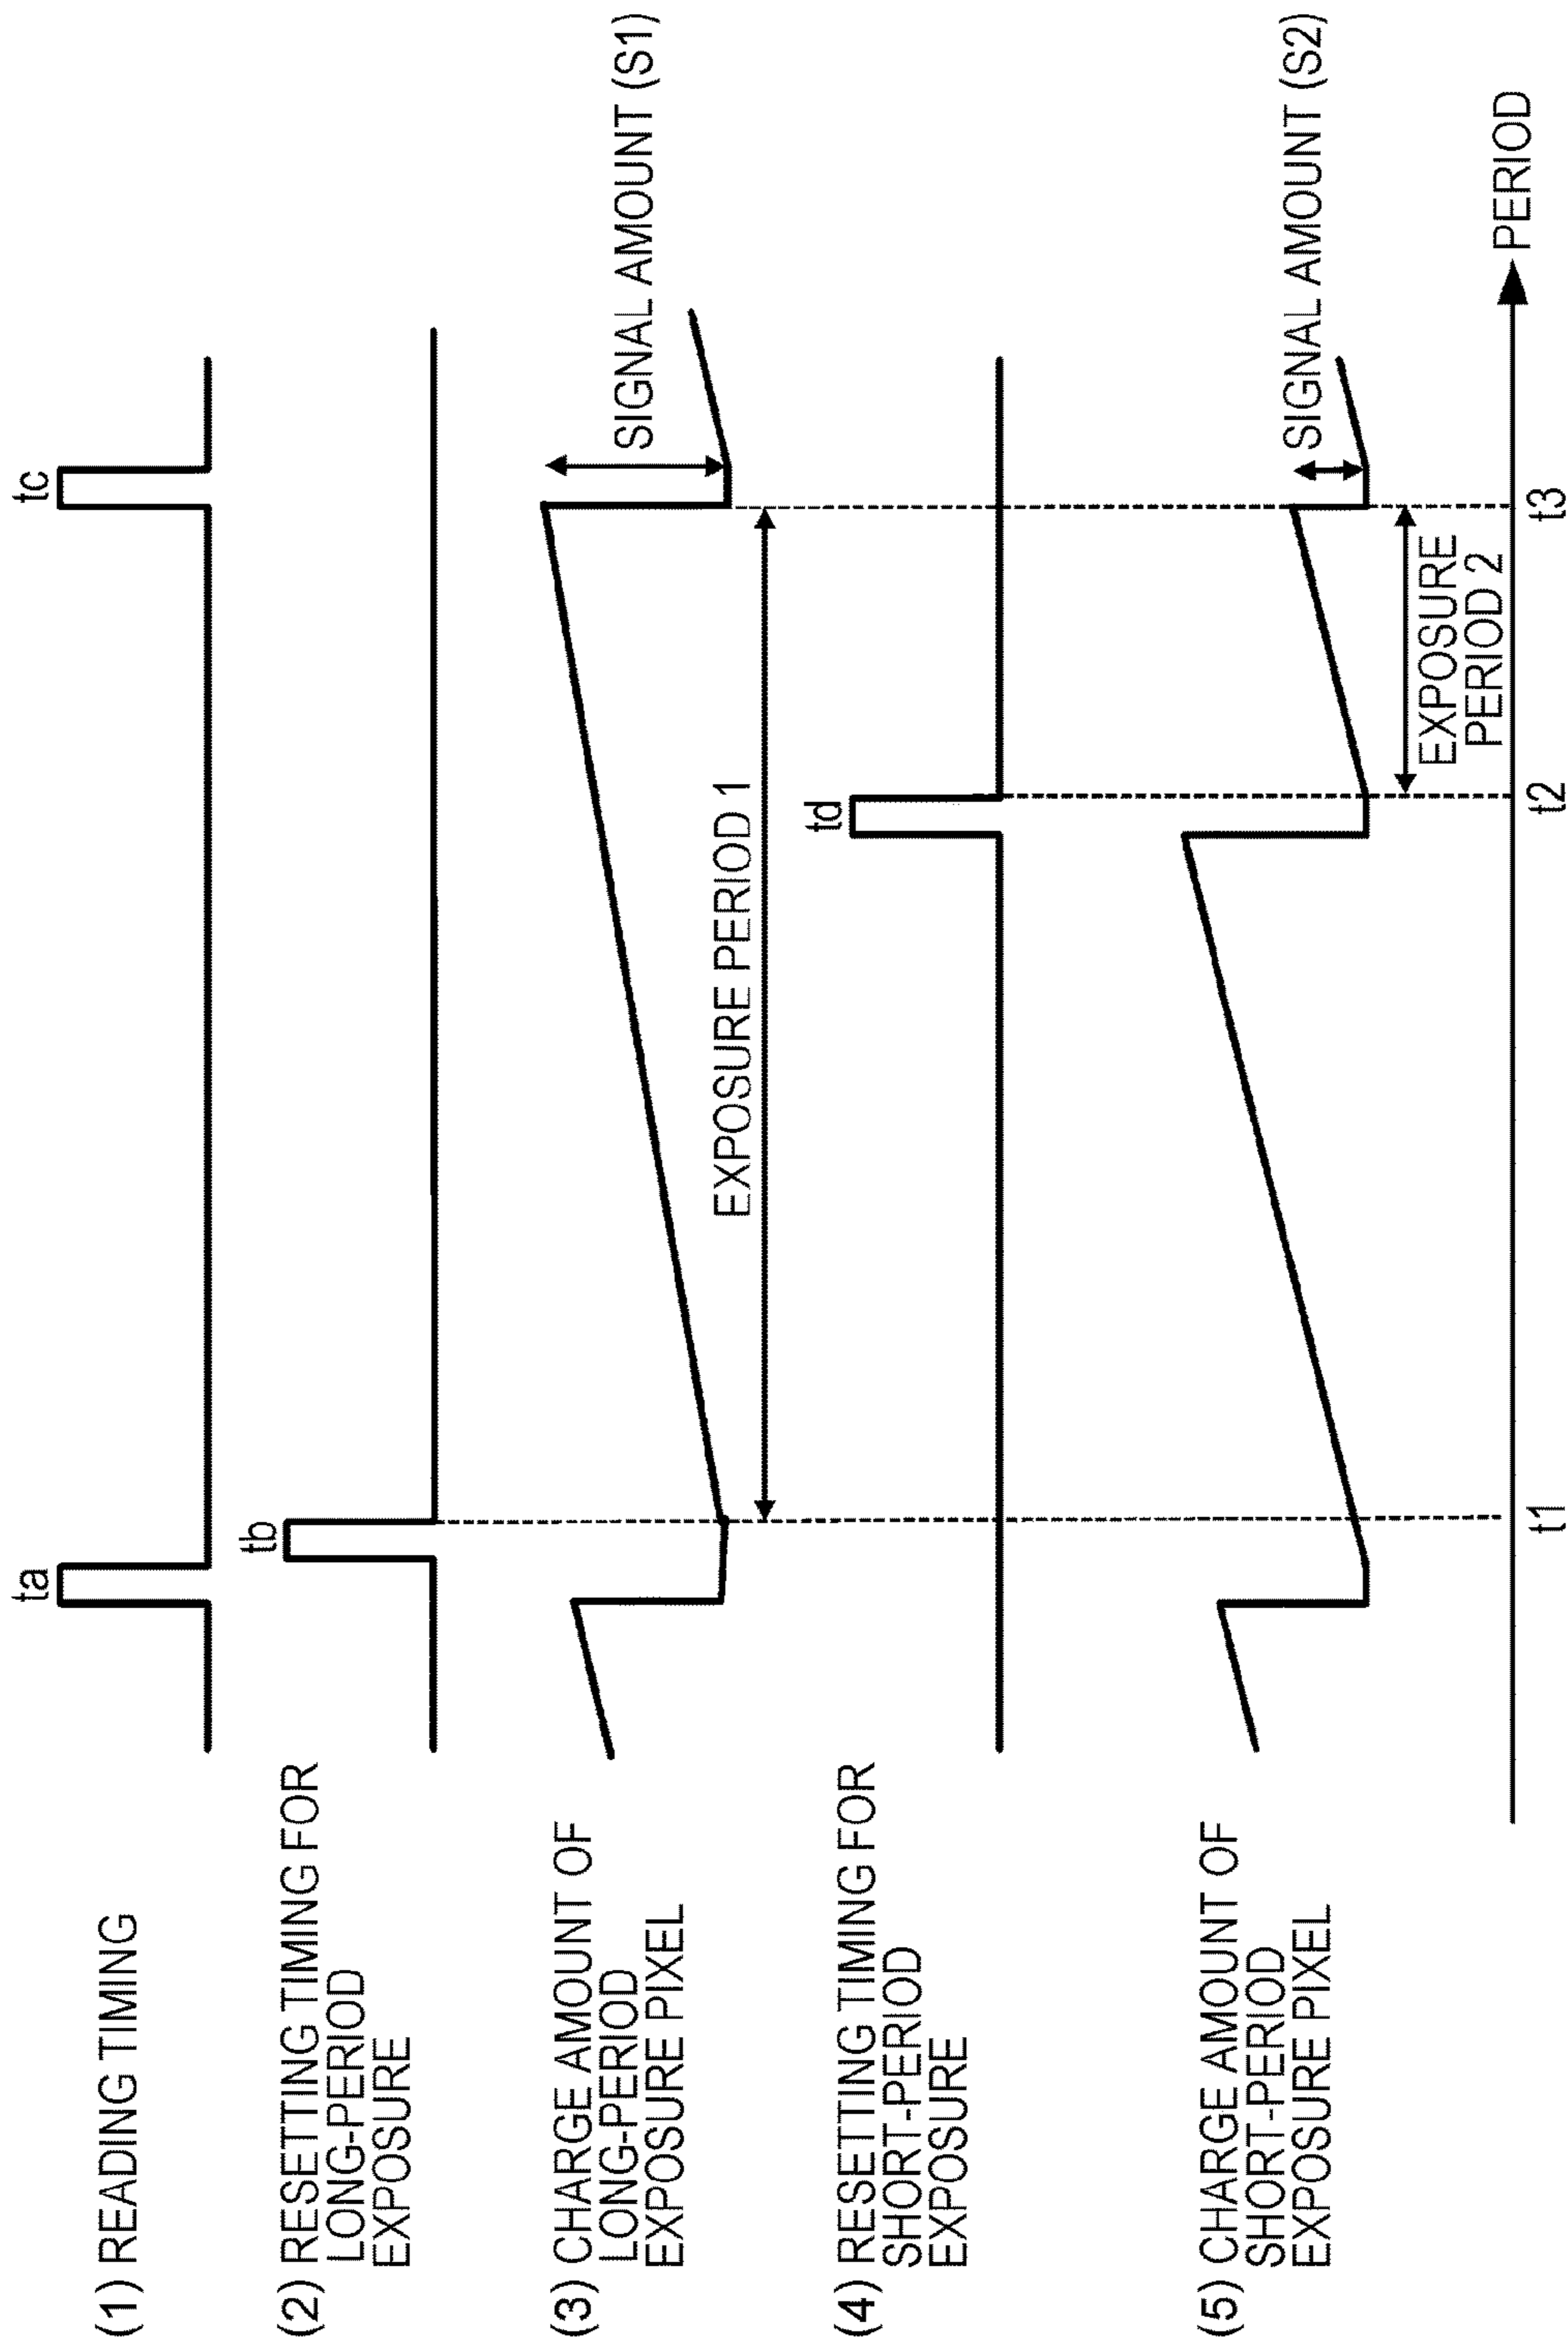 (1) READING TIMING
ta
tc
(2) RESETTING TIMING FOR
LONG-PERIOD
EXPOSURE
tb
(3) CHARGE AMOUNT OF
LONG-PERIOD
EXPOSURE PIXEL
SIGNAL AMOUNT (S1)
EXPOSURE PERIOD 1
(4) RESETTING TIMING FOR
SHORT-PERIOD
EXPOSURE
td
(5) CHARGE AMOUNT OF
SHORT-PERIOD
EXPOSURE PIXEL
SIGNAL AMOUNT (S2)
EXPOSURE
PERIOD 2
PERIOD
t1
t2
t3